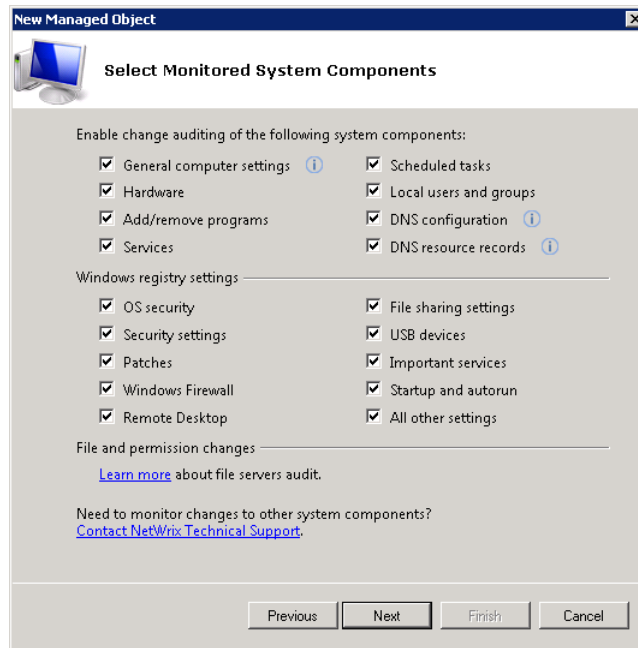 New Managed Object
Select Monitored System Components
Enable change auditing of the following system components:
General computer settings
Scheduled tasks
Hardware
Local users and groups
Add/remove programs
DNS configuration
Services
DNS resource records
Windows registry settings
OS security
File sharing settings
Security settings
USB devices
Patches
Important services
Windows Firewall
Startup and autorun
Remote Desktop
All other settings
File and permission changes
Learn more about file servers audit.
Need to monitor changes to other system components?
Contact NetWrix Technical Support.
Previous
Next
Finish
Cancel